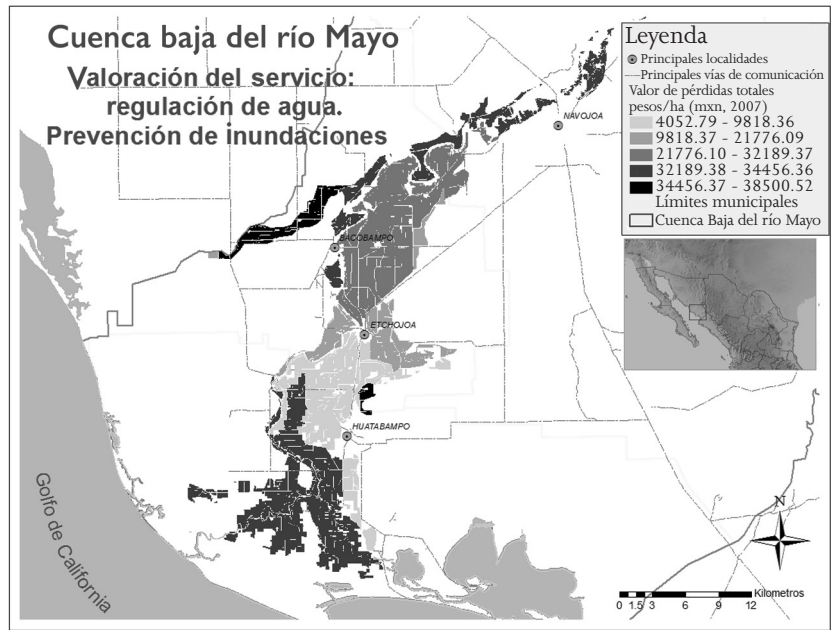 Cuenca baja del río Mayo
Valoración del servicio:
regulación de agua.
Prevención de inundaciones
Leyenda
Principales localidades
Principales vías de comunicación
Valor de pérdidas totales
pesos/ha (mxn, 2007)
4052.79 - 9818.36
9818.37 - 21776.09
21776.10 - 32189.37
32189.38 - 34456.36
34456.37 - 38500.52
Límites municipales
Cuenca Baja del río Mayo
NAVOJOA
BACOBAMPO
ETCHOJOA
HUATABAMPO
Golfo de California
N
Kilometros
0 1.5 3 6 9 12